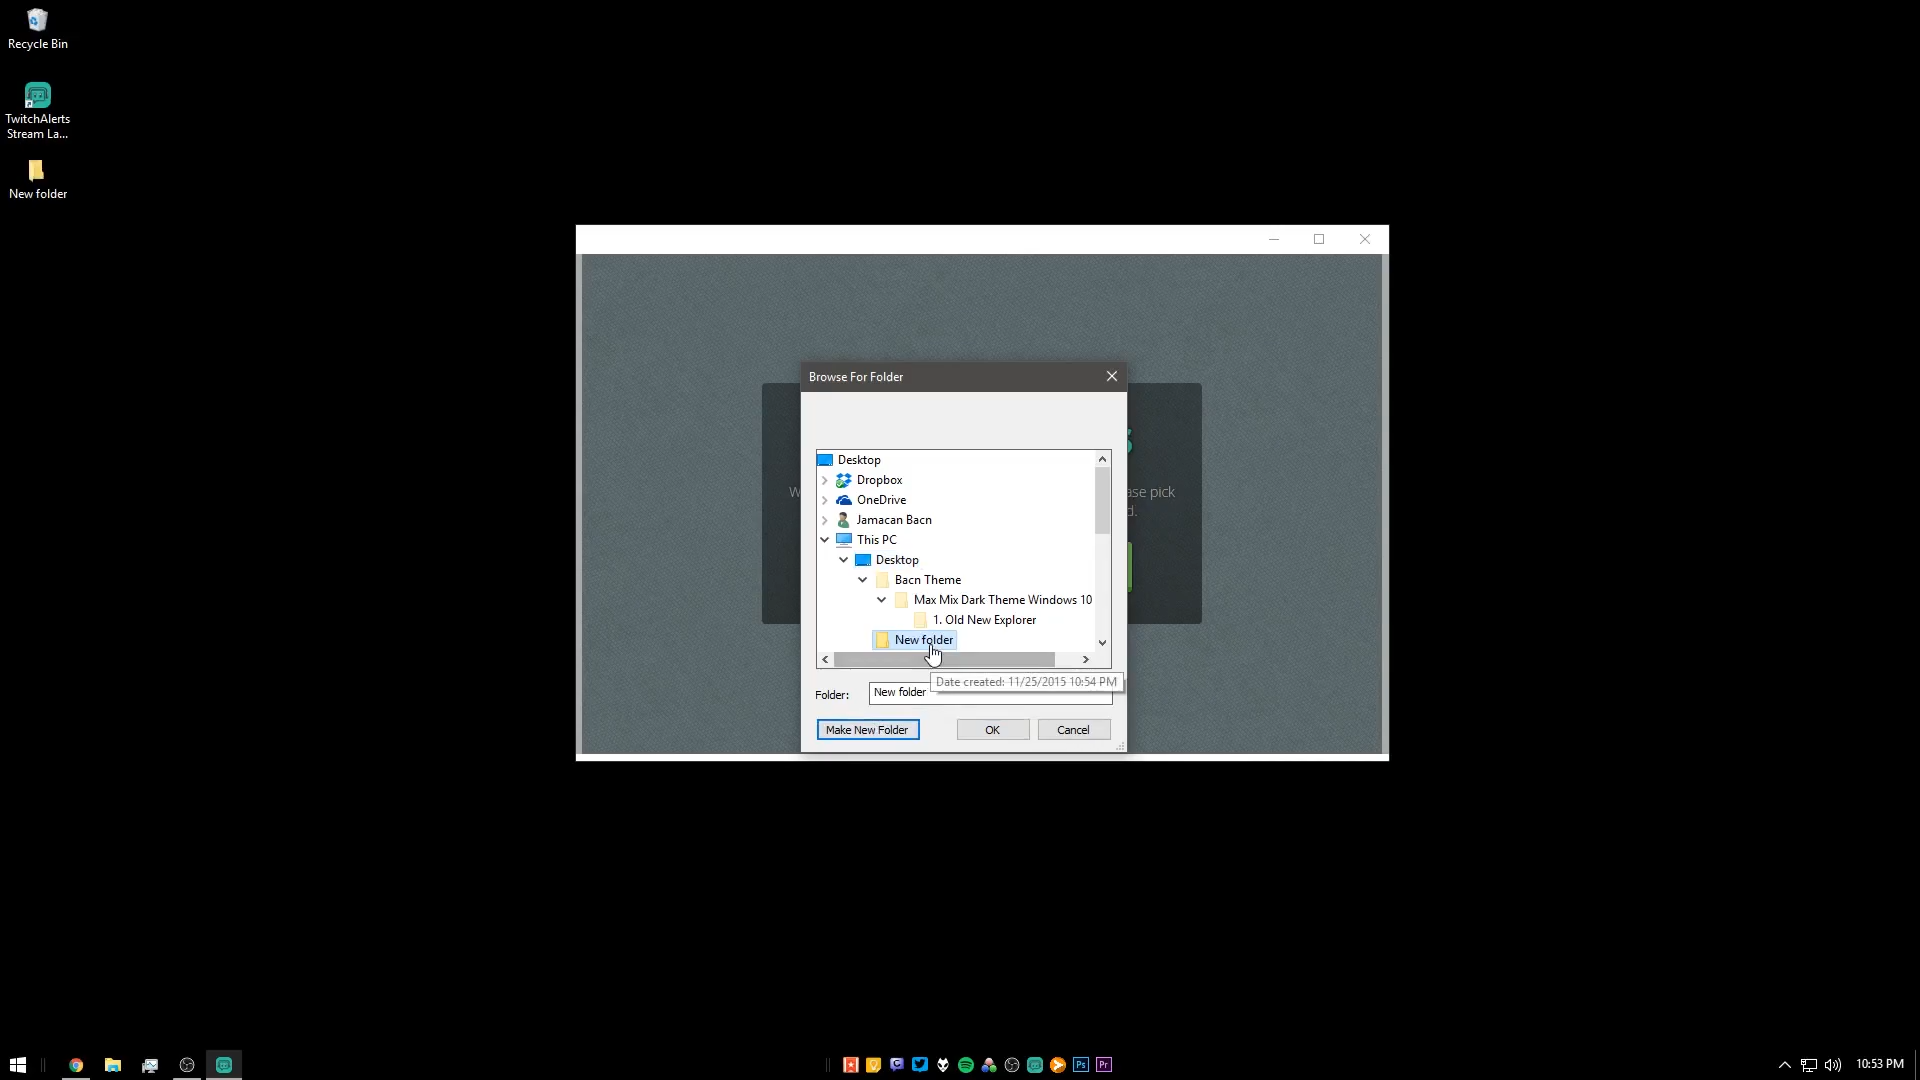 Recycle Bin
TwitchAlerts
Stream La...
New folder
Browse For Folder
Desktop
Dropbox
OneDrive
Jamacan Bacn
This PC
Desktop
Bacn Theme
Max Mix Dark Theme Windows 10
1. Old New Explorer
New folder
W
ase pick
d.
Date created: 11/25/2015 10:54 PM
Folder:
New folder
Make New Folder
OK
Cancel
Ps
Pr
10:53 PM